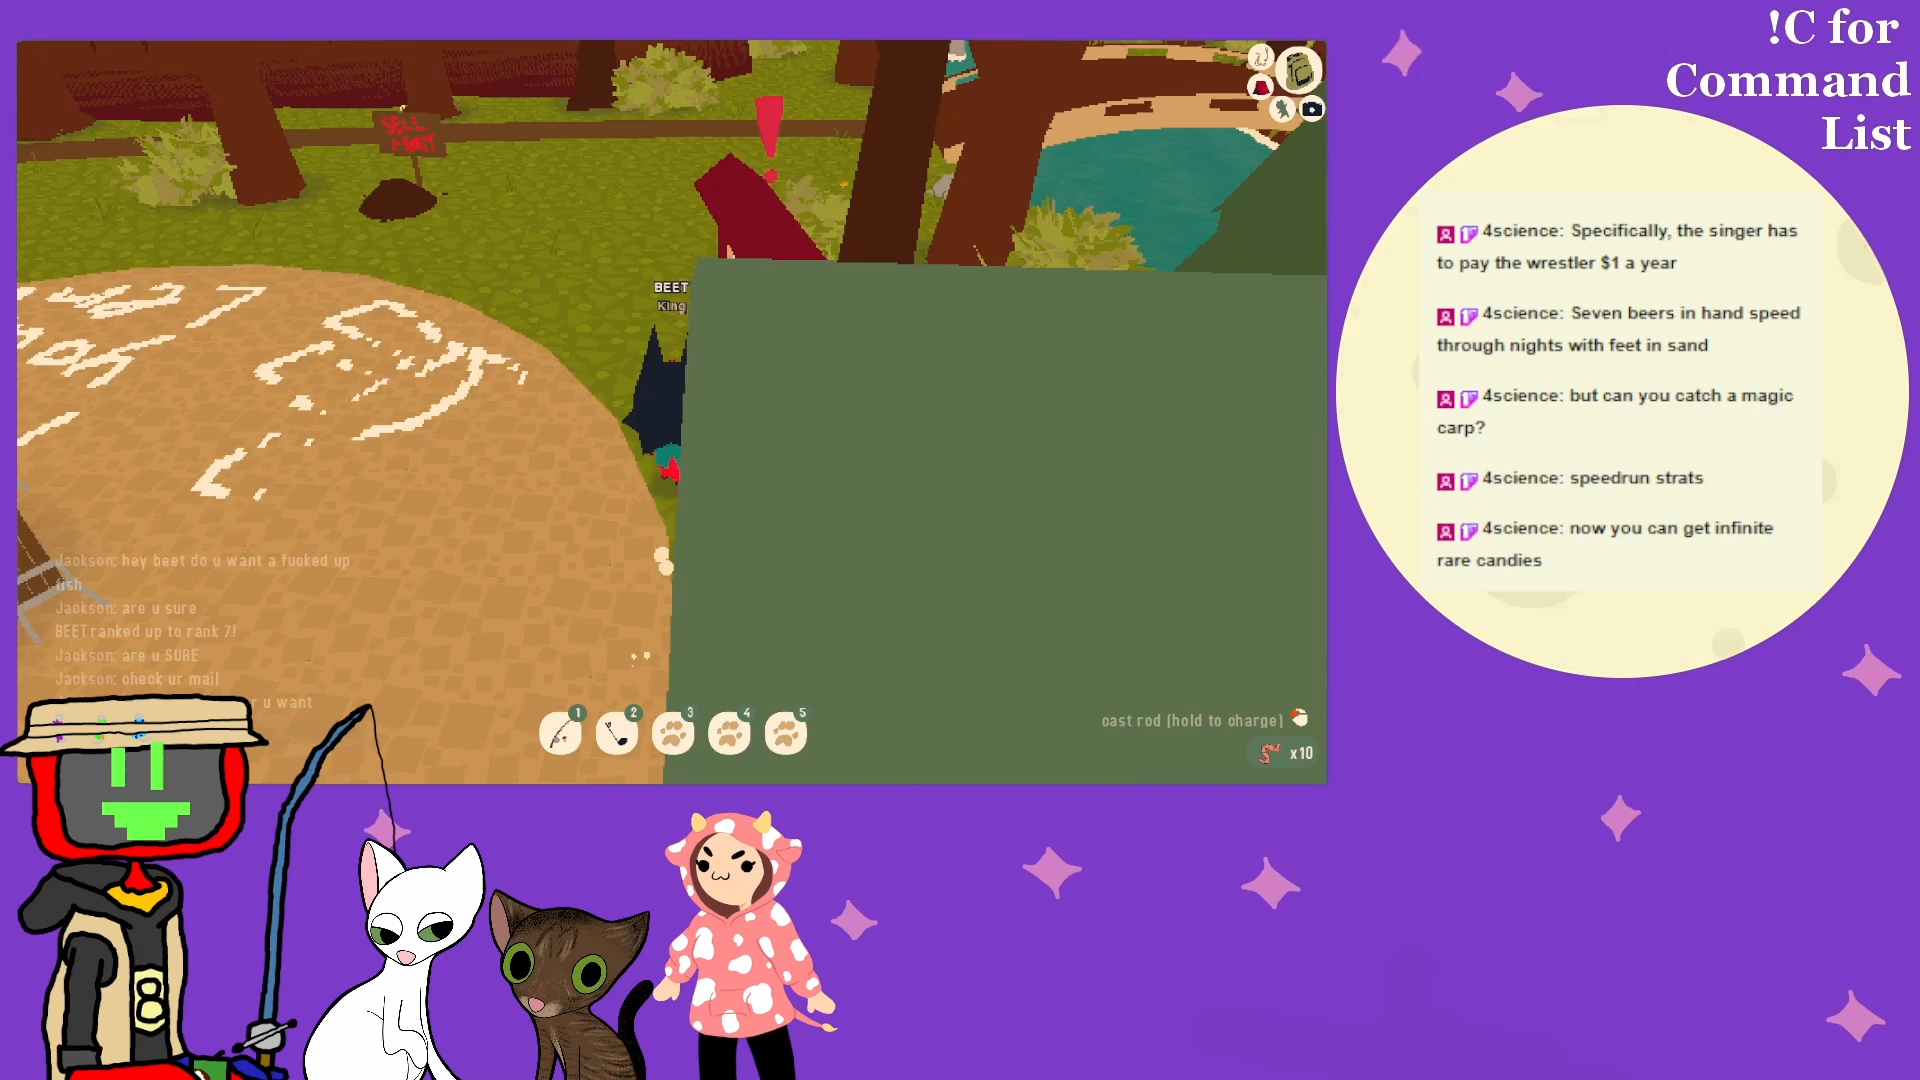 !C for
Command
List
SELL
BEET
King
4science: Specifically, the singer has
to pay the wrestler $1 a year
4science: Seven beers in hand speed
through nights with feet in sand
4science: but can you catch a magic
carp?
4science: speedrun strats
4science: now you can get infinite
rare candies
Jackson: hey beet do u want a fucked up
fish
Jackson: are u sure
BEET ranked up to rank 7!
Jackson: are u SURE
Jackson: check ur mail
r u want
1
2
3
4
5
cast rod (hold to charge)
x10
8